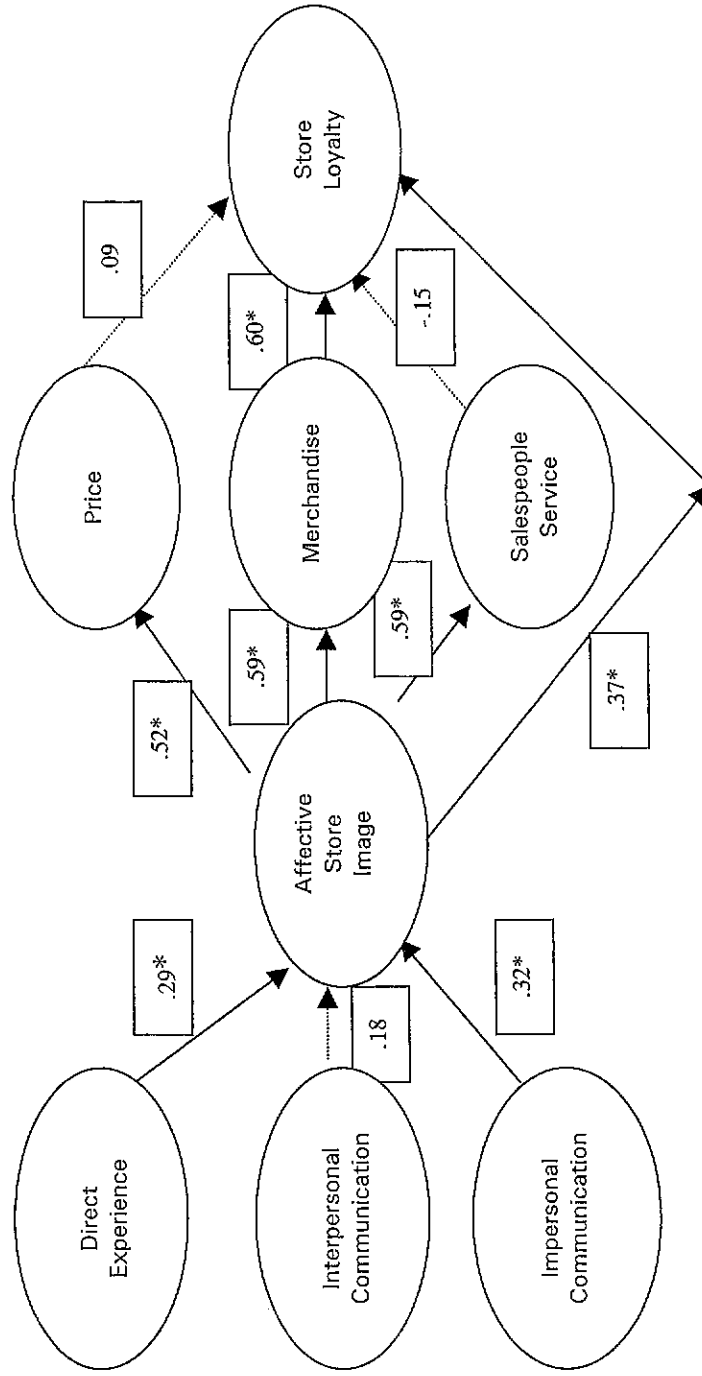 Direct
Experience
Interpersonal
Communication
Impersonal
Communication
.29*
.18
.32*
Affective
Store
Image
.52*
.59*
.59*
.37*
Price
Merchandise
Salespeople
Service
.09
.60*
-.15
Store
Loyalty